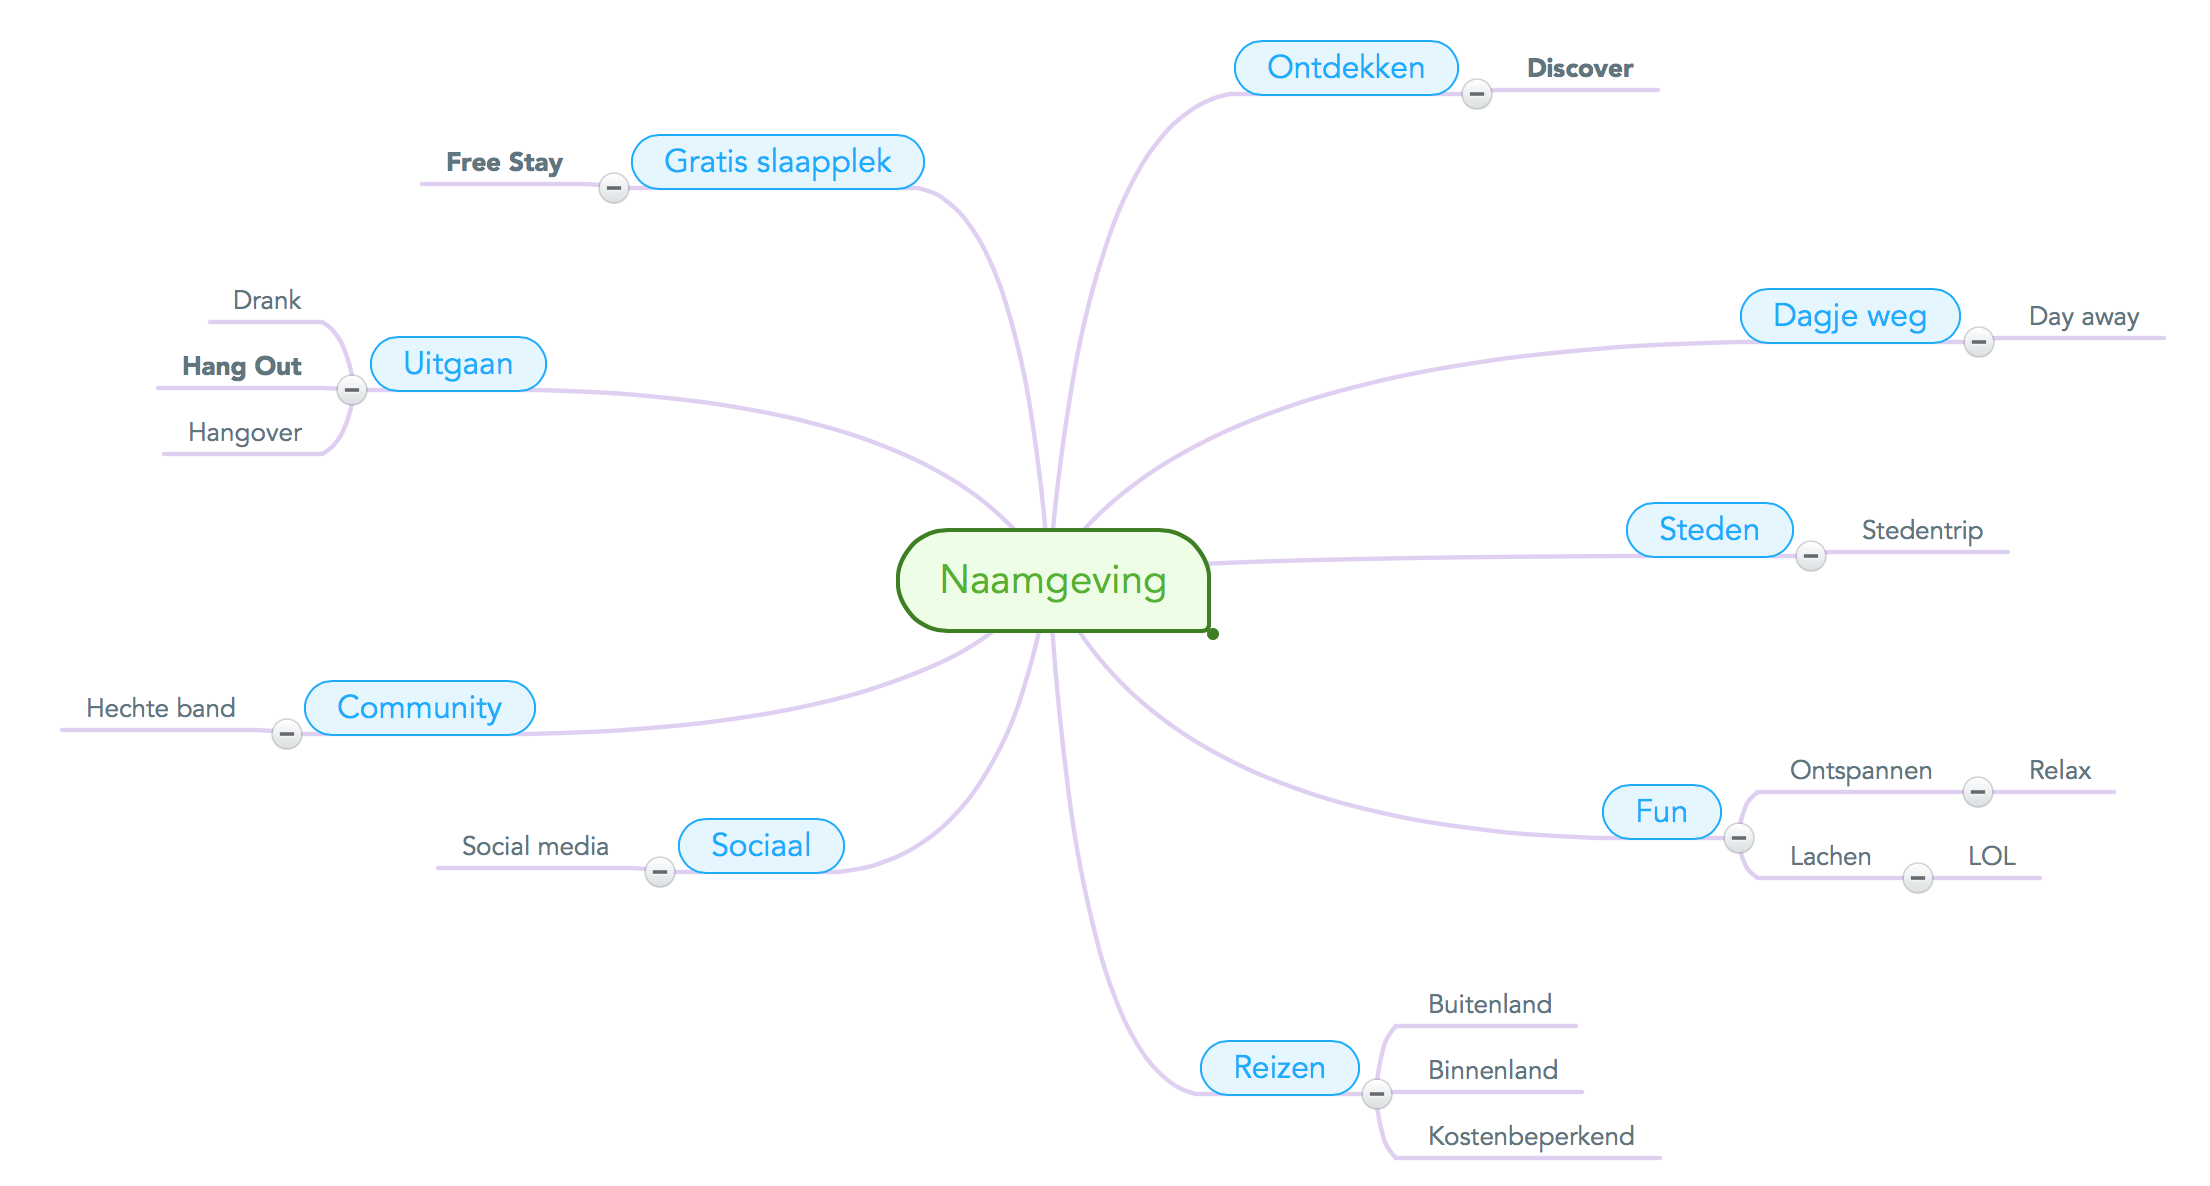 Ontdekken
Discover
Gratis slaapplek
Free Stay
Drank
Hang Out
Hangover
Uitgaan
Dagje weg
Day away
Steden
Stedentrip
Naamgeving
Hechte band
Community
Social media
Sociaal
Fun
Ontspannen
Relax
Lachen
LOL
Reizen
Buitenland
Binnenland
Kostenbeperkend